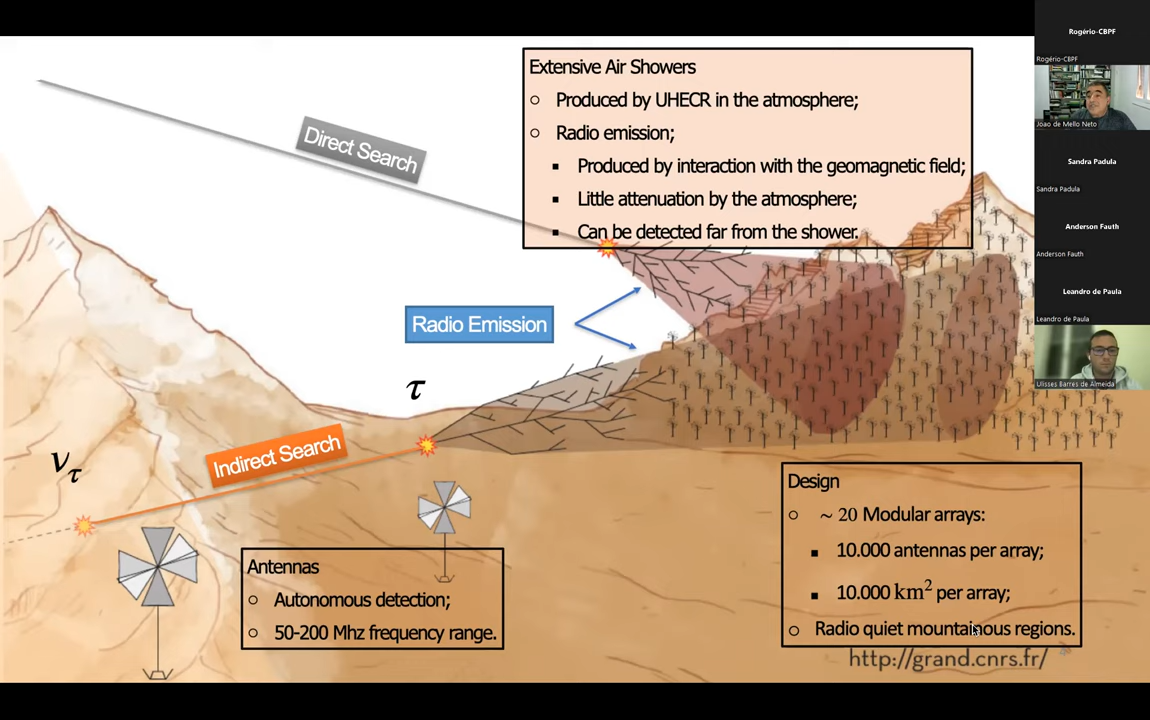 Extensive Air Showers
○ Produced by UHECR in the atmosphere;
○ Radio emission;
▪ Produced by interaction with the geomagnetic field;
▪ Little attenuation by the atmosphere;
▪ Can be detected far from the shower.
Direct Search
Radio Emission
τ
Indirect Search
ντ
Antennas
○ Autonomous detection;
○ 50-200 Mhz frequency range.
Design
○ ~ 20 Modular arrays:
▪ 10.000 antennas per array;
▪ 10.000 km² per array;
○ Radio quiet mountainous regions.
http://grand.cnrs.fr/
Rogério-CBPF
Rogério-CBPF
Joao de Mello Neto
Sandra Padula
Sandra Padula
Anderson Fauth
Anderson Fauth
Leandro de Paula
Leandro de Paula
Ulisses Barres de Almeida